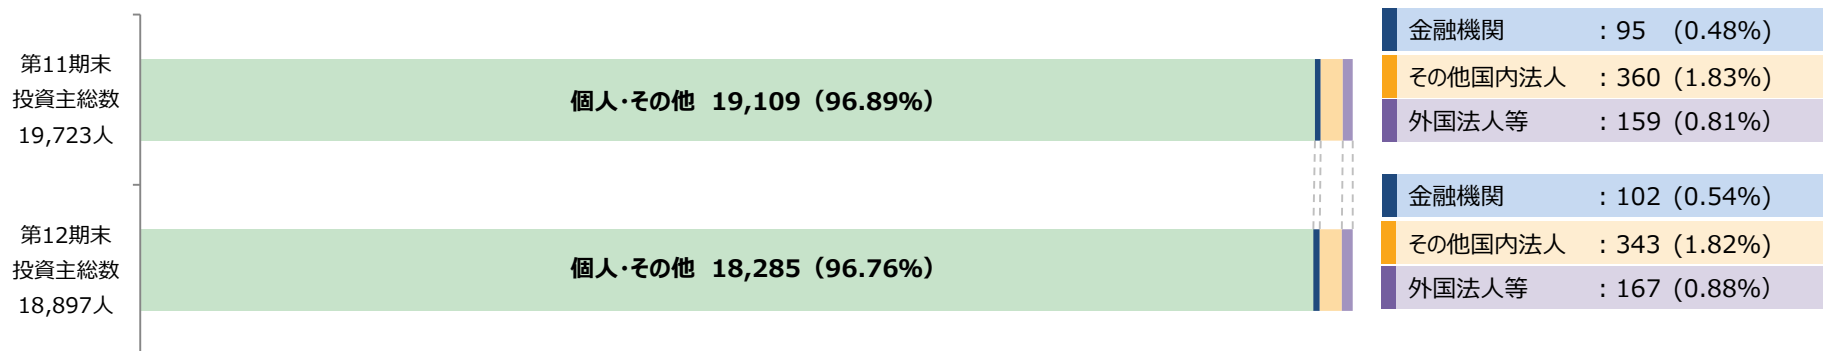 第11期末
投資主総数
19,723人
個人・その他 19,109（96.89%）
金融機関 : 95 (0.48%)
その他国内法人 : 360 (1.83%)
外国法人等 : 159 (0.81%）
第12期末
投資主総数
18,897人
個人・その他 18,285（96.76%）
金融機関 : 102 (0.54%)
その他国内法人 : 343 (1.82%)
外国法人等 : 167 (0.88%）